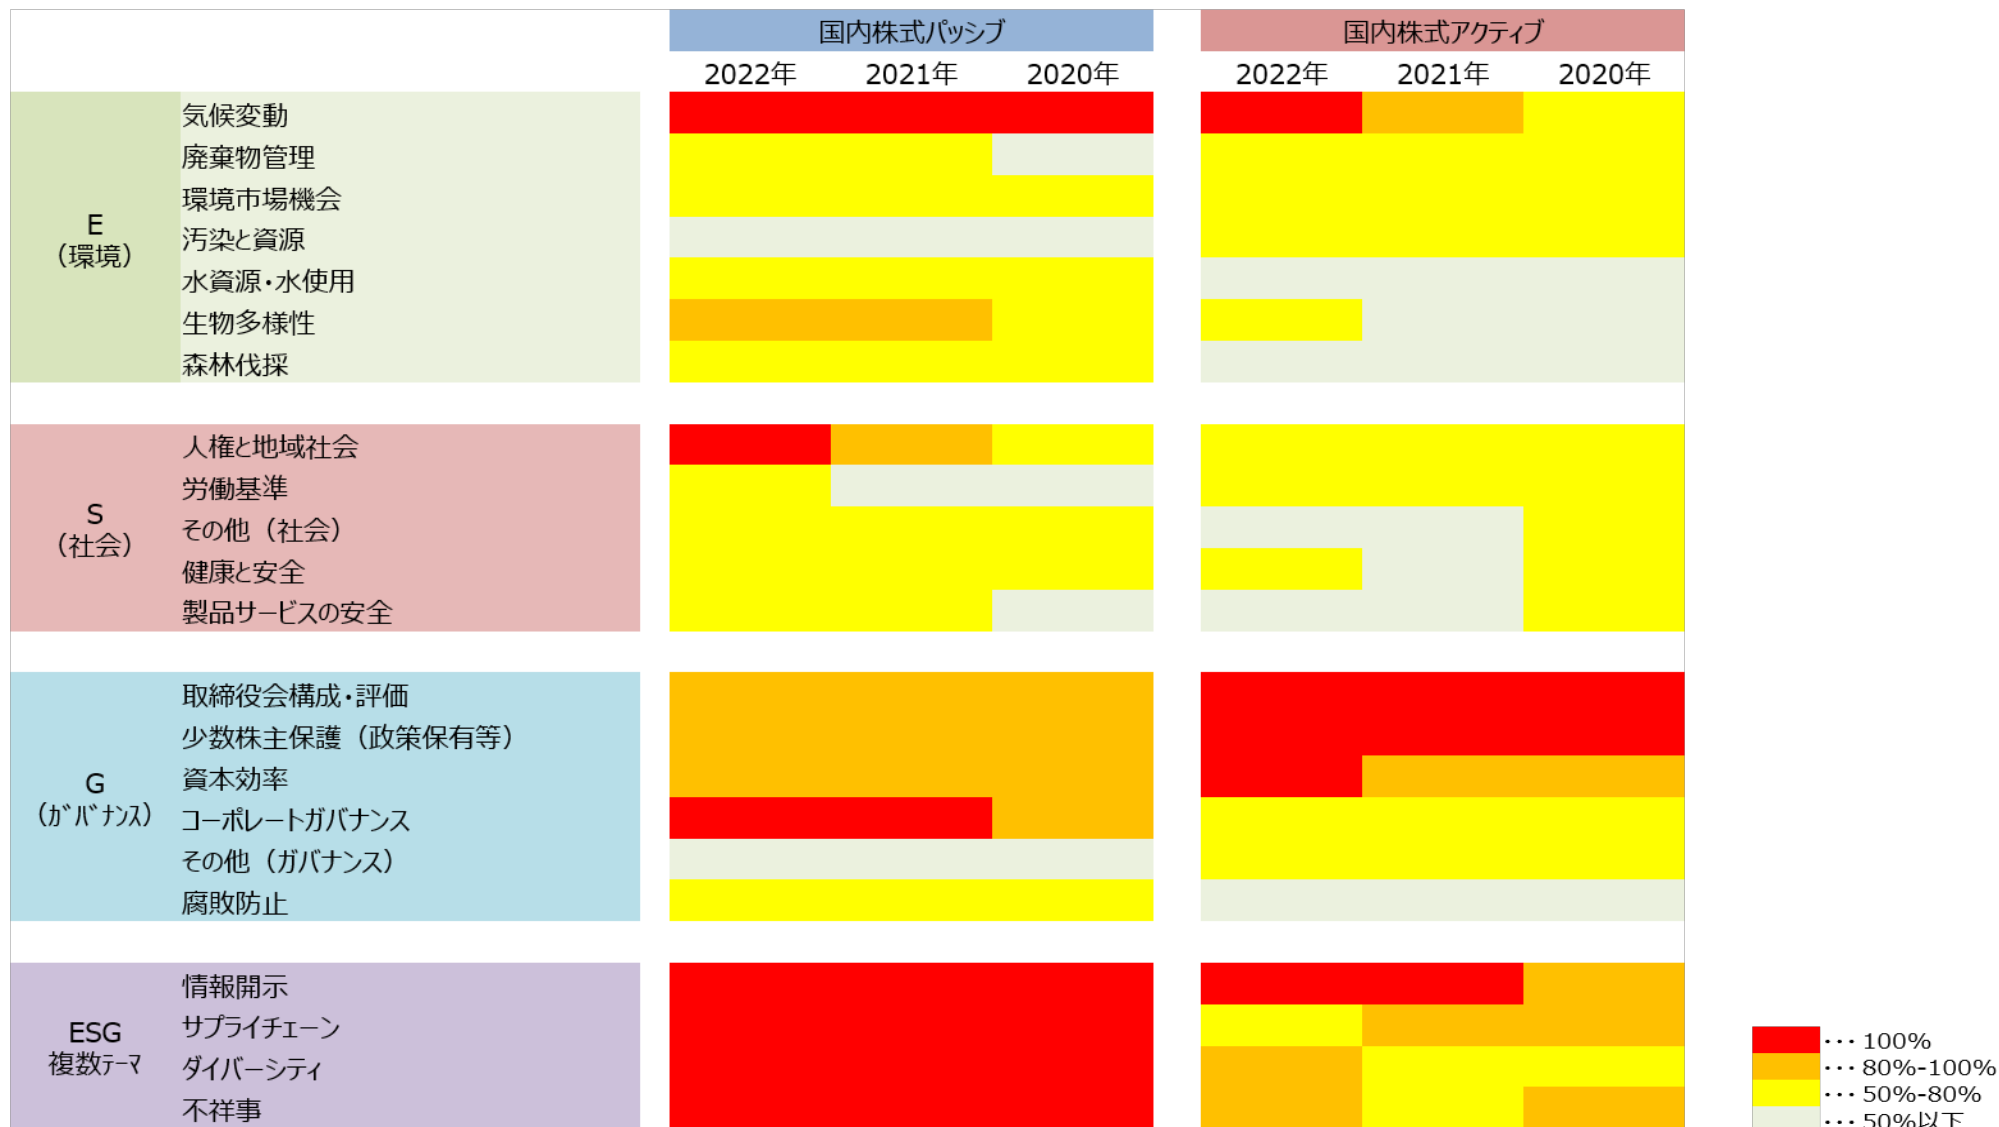 国内株式パッシブ 国内株式アクティブ
2022年 2021年 2020年 2022年 2021年 2020年
E
（環境）
気候変動
廃棄物管理
環境市場機会
汚染と資源
水資源・水使用
生物多様性
森林伐採
S
（社会）
人権と地域社会
労働基準
その他（社会）
健康と安全
製品サービスの安全
G
（ｶﾞﾊﾞﾅﾝｽ）
取締役会構成・評価
少数株主保護（政策保有等）
資本効率
コーポレートガバナンス
その他（ガバナンス）
腐敗防止
ESG
複数ﾃｰﾏ
情報開示
サプライチェーン
ダイバーシティ
不祥事
･･･ 100%
･･･ 80%-100%
･･･ 50%-80%
･･･ 50%以下